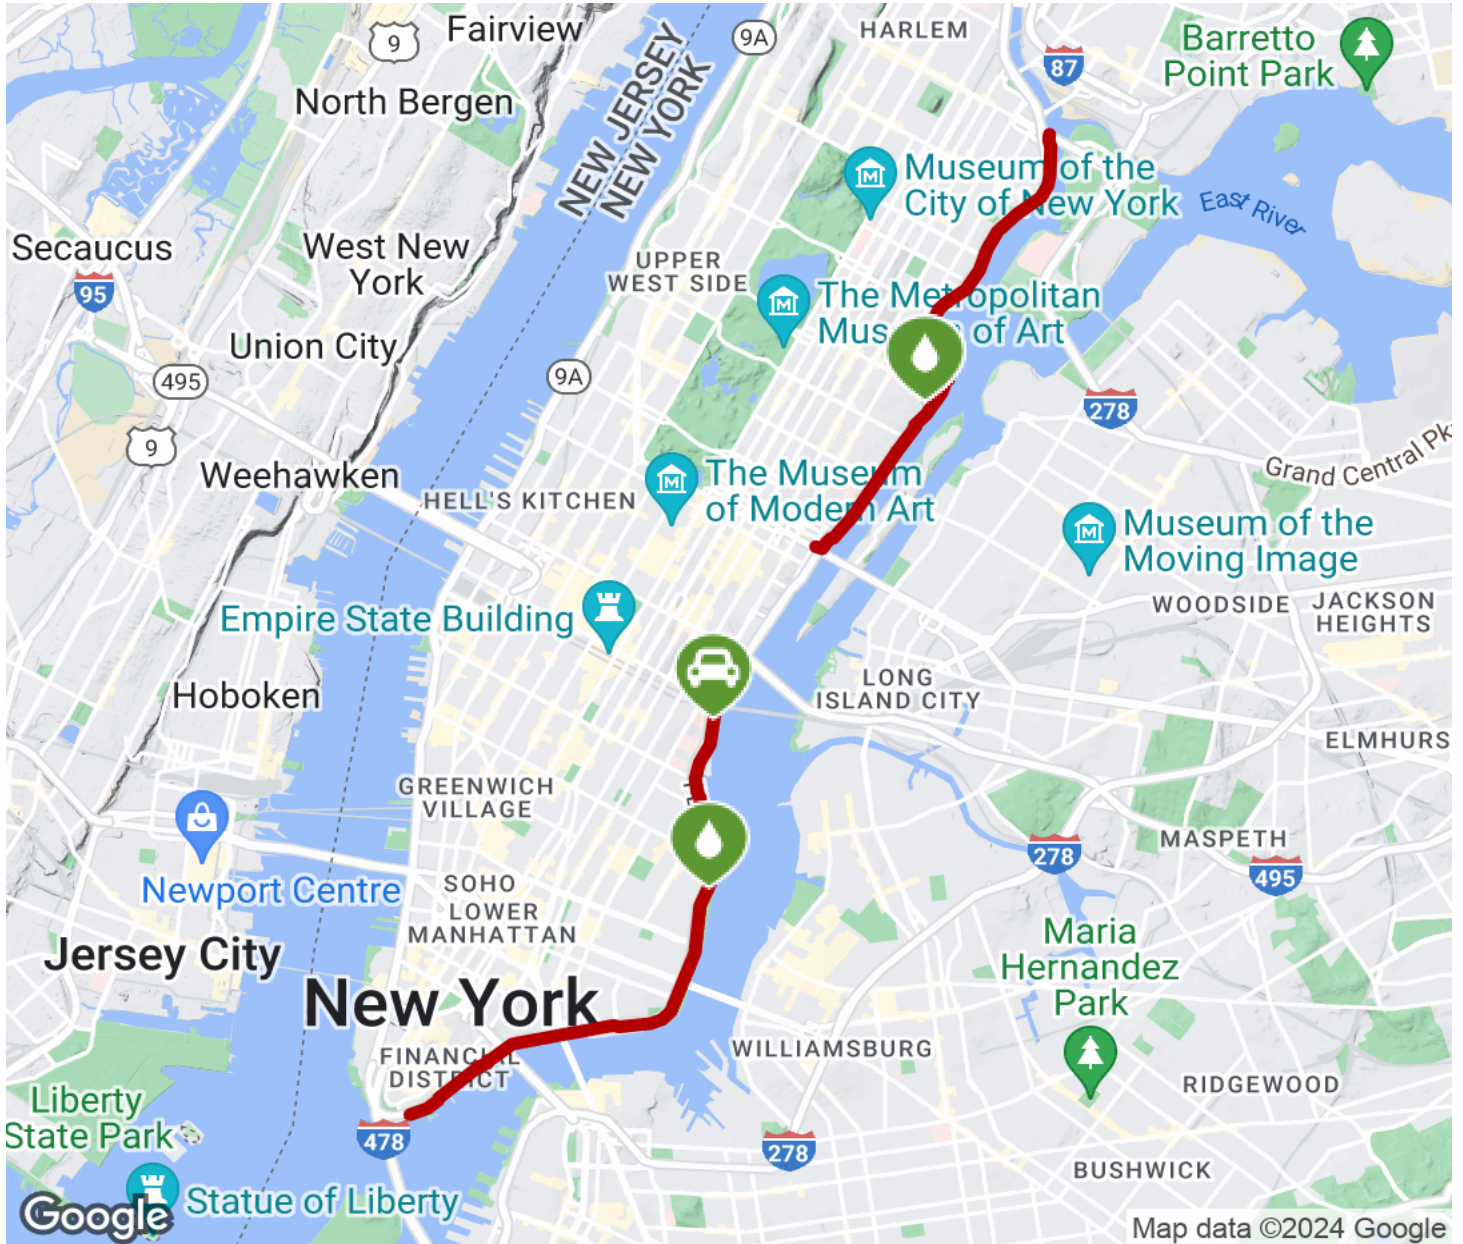 Fairview
9
9A
HARLEM
87
Barretto
Point Park
North Bergen
NEW JERSEY
NEW YORK
Museum of the
City of New York
East River
Secaucus
95
West New
York
UPPER
WEST SIDE
The Metropolitan
Museum of Art
Union City
495
9A
278
9
Grand Central Pk
Weehawken
HELL'S KITCHEN
The Museum
of Modern Art
Museum of the
Moving Image
WOODSIDE
JACKSON
HEIGHTS
Empire State Building
Hoboken
LONG
ISLAND CITY
ELMHURS
GREENWICH
VILLAGE
MASPETH
278
495
Newport Centre
SOHO
LOWER
MANHATTAN
Jersey City
Maria
Hernandez
Park
New York
FINANCIAL
DISTRICT
WILLIAMSBURG
RIDGEWOOD
Liberty
State Park
478
278
BUSHWICK
Statue of Liberty
Google
Map data ©2024 Google